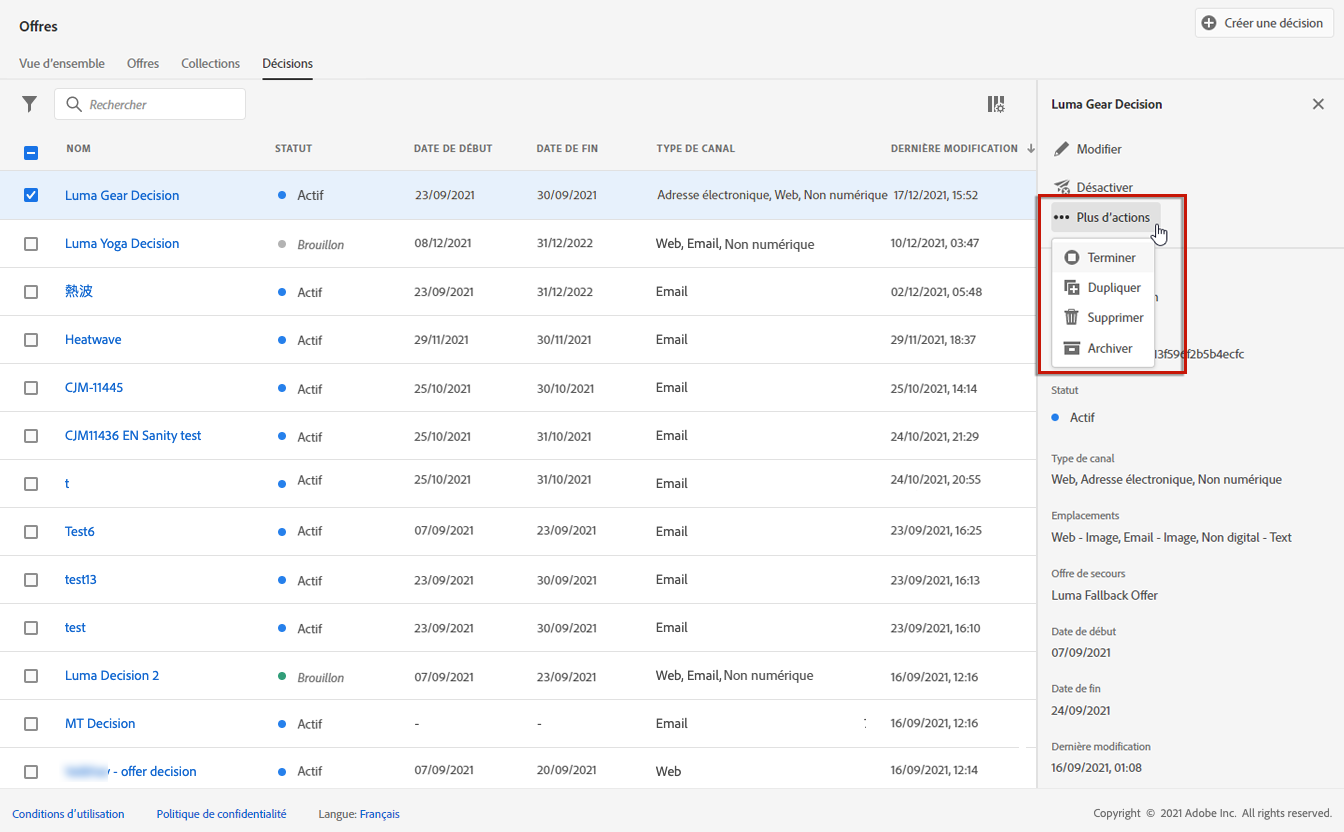 Offres
Créer une décision
Vue d'ensemble Offres Collections Décisions
Rechercher
NOM STATUT DATE DE DÉBUT DATE DE FIN TYPE DE CANAL DERNIÈRE MODIFICATION
Luma Gear Decision Actif 23/09/2021 30/09/2021 Adresse électronique, Web, Non numérique 17/12/2021, 15:52
Luma Yoga Decision Brouillon 08/12/2021 31/12/2022 Web, Email, Non numérique 10/12/2021, 03:47
熱波 Actif 23/09/2021 31/12/2022 Email 02/12/2021, 05:48
Heatwave Actif 29/11/2021 30/11/2021 Email 29/11/2021, 18:37
CJM-11445 Actif 25/10/2021 30/10/2021 Email 25/10/2021, 14:14
CJM11436 EN Sanity test Actif 25/10/2021 31/10/2021 Email 24/10/2021, 21:29
t Actif 25/10/2021 31/10/2021 Email 24/10/2021, 20:55
Test6 Actif 07/09/2021 23/09/2021 Email 23/09/2021, 16:25
test13 Actif 23/09/2021 30/09/2021 Email 23/09/2021, 16:13
test Actif 23/09/2021 30/09/2021 Email 23/09/2021, 16:10
Luma Decision 2 Brouillon 07/09/2021 23/09/2021 Web, Email, Non numérique 16/09/2021, 12:16
MT Decision Actif - - Email 16/09/2021, 12:16
- offer decision Actif 07/09/2021 20/09/2021 Web 16/09/2021, 12:14
Luma Gear Decision
Modifier
Désactiver
Plus d'actions
Terminer
Dupliquer
Supprimer
Archiver
Statut
Actif
Type de canal
Web, Adresse électronique, Non numérique
Emplacements
Web - Image, Email - Image, Non digital - Text
Offre de secours
Luma Fallback Offer
Date de début
07/09/2021
Date de fin
24/09/2021
Dernière modification
16/09/2021, 01:08
Conditions d'utilisation Politique de confidentialité Langue: Français Copyright © 2021 Adobe Inc. All rights reserved.